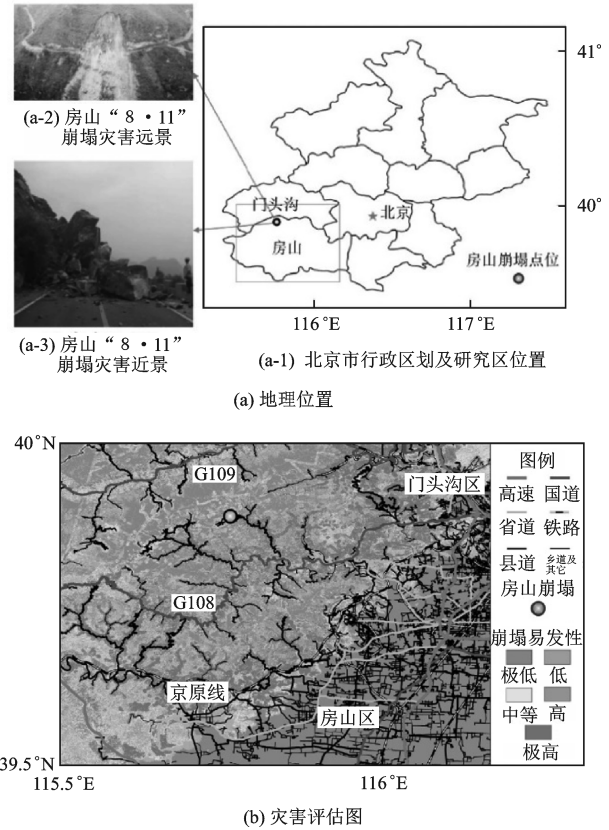 (a-2) 房山“8·11”
崩塌灾害远景
(a-3) 房山“8·11”
崩塌灾害近景
门头沟
北京
房山
房山崩塌点位
41°
40°
116°E
117°E
(a-1) 北京市行政区划及研究区位置
(a) 地理位置
40°N
39.5°N
115.5°E
116°E
G109
门头沟区
G108
京原线
房山区
图例
高速 国道
省道 铁路
县道 乡道及其它
房山崩塌
崩塌易发性
极低 低
中等 高
极高
(b) 灾害评估图